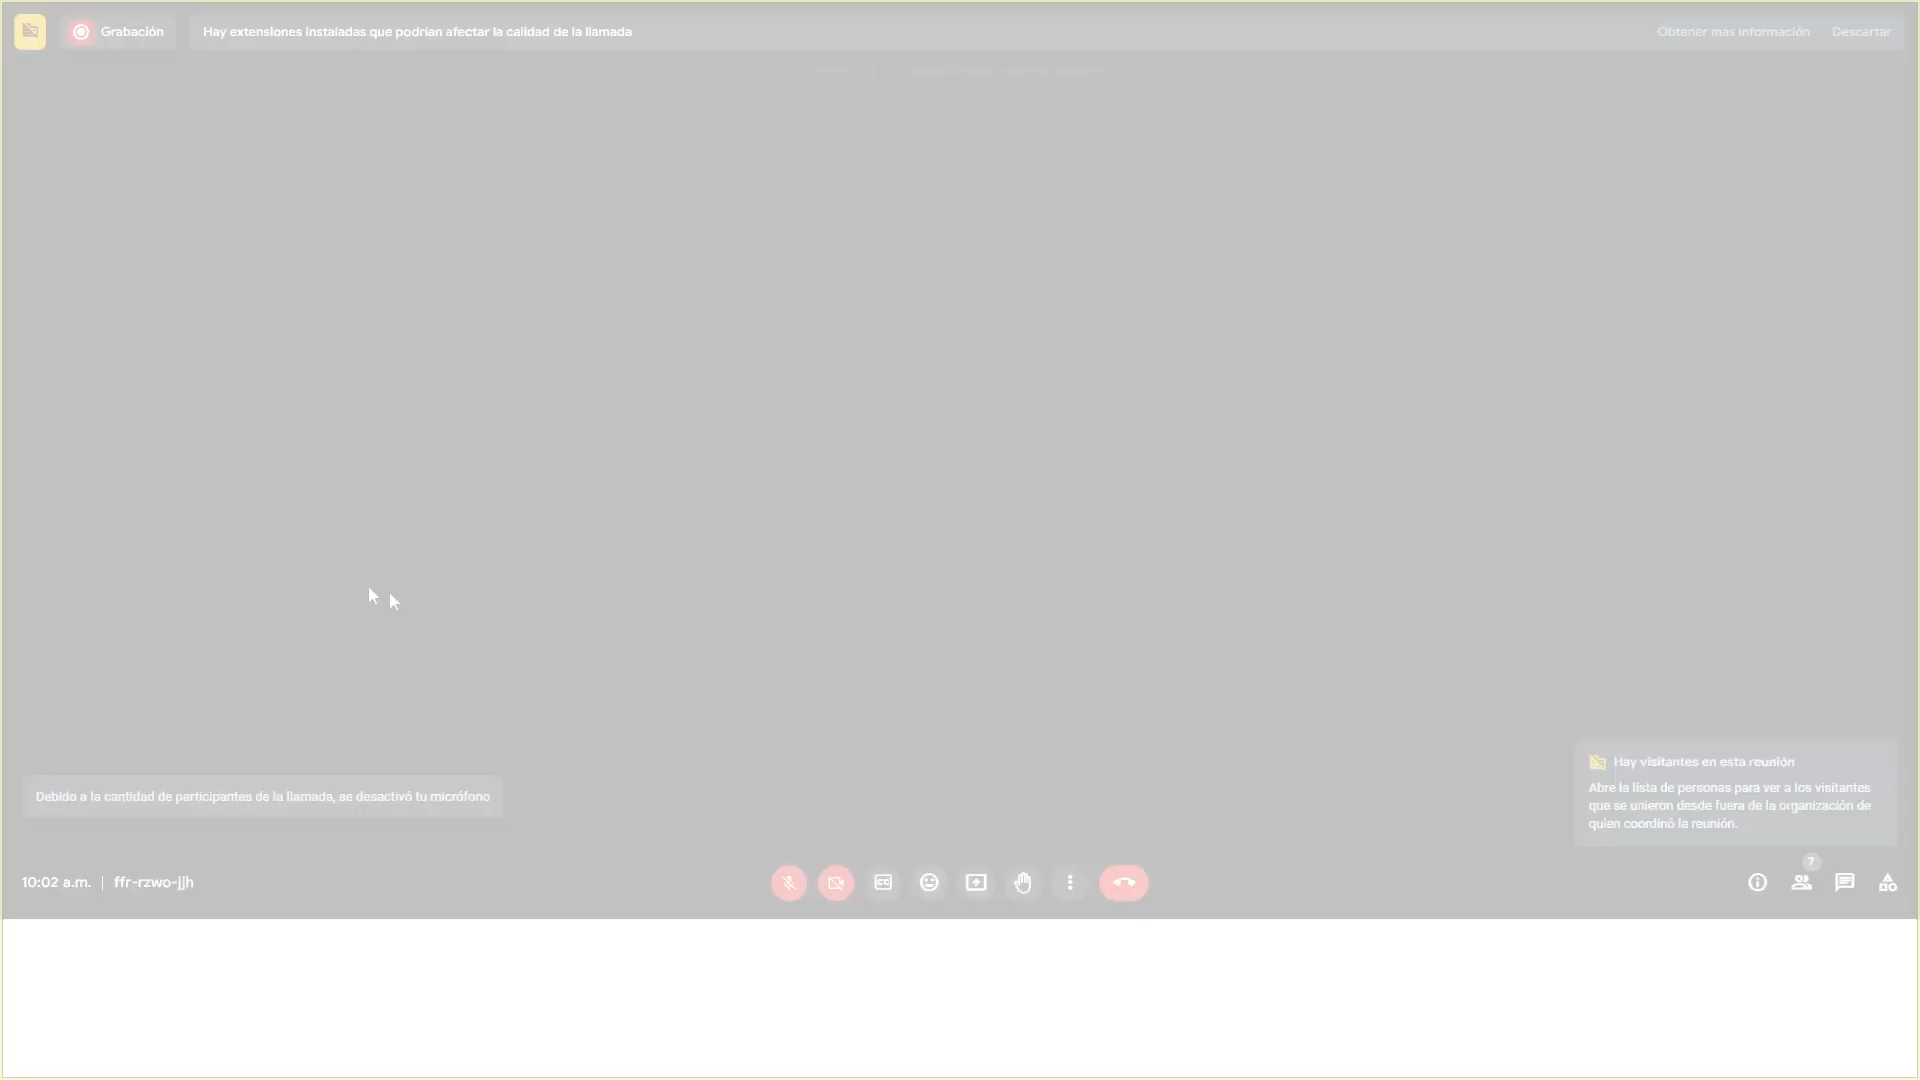 Grabación
Hay extensiones instaladas que podrían afectar la calidad de la llamada
Obtener más información
Descartar
Hay visitantes en esta reunión
Abre la lista de personas para ver a los visitantes
que se unieron desde fuera de la organización de
quien coordinó la reunión.
Debido a la cantidad de participantes de la llamada, se desactivó tu micrófono
7
10:02 a.m. | ffr-rzwo-jjh
CC